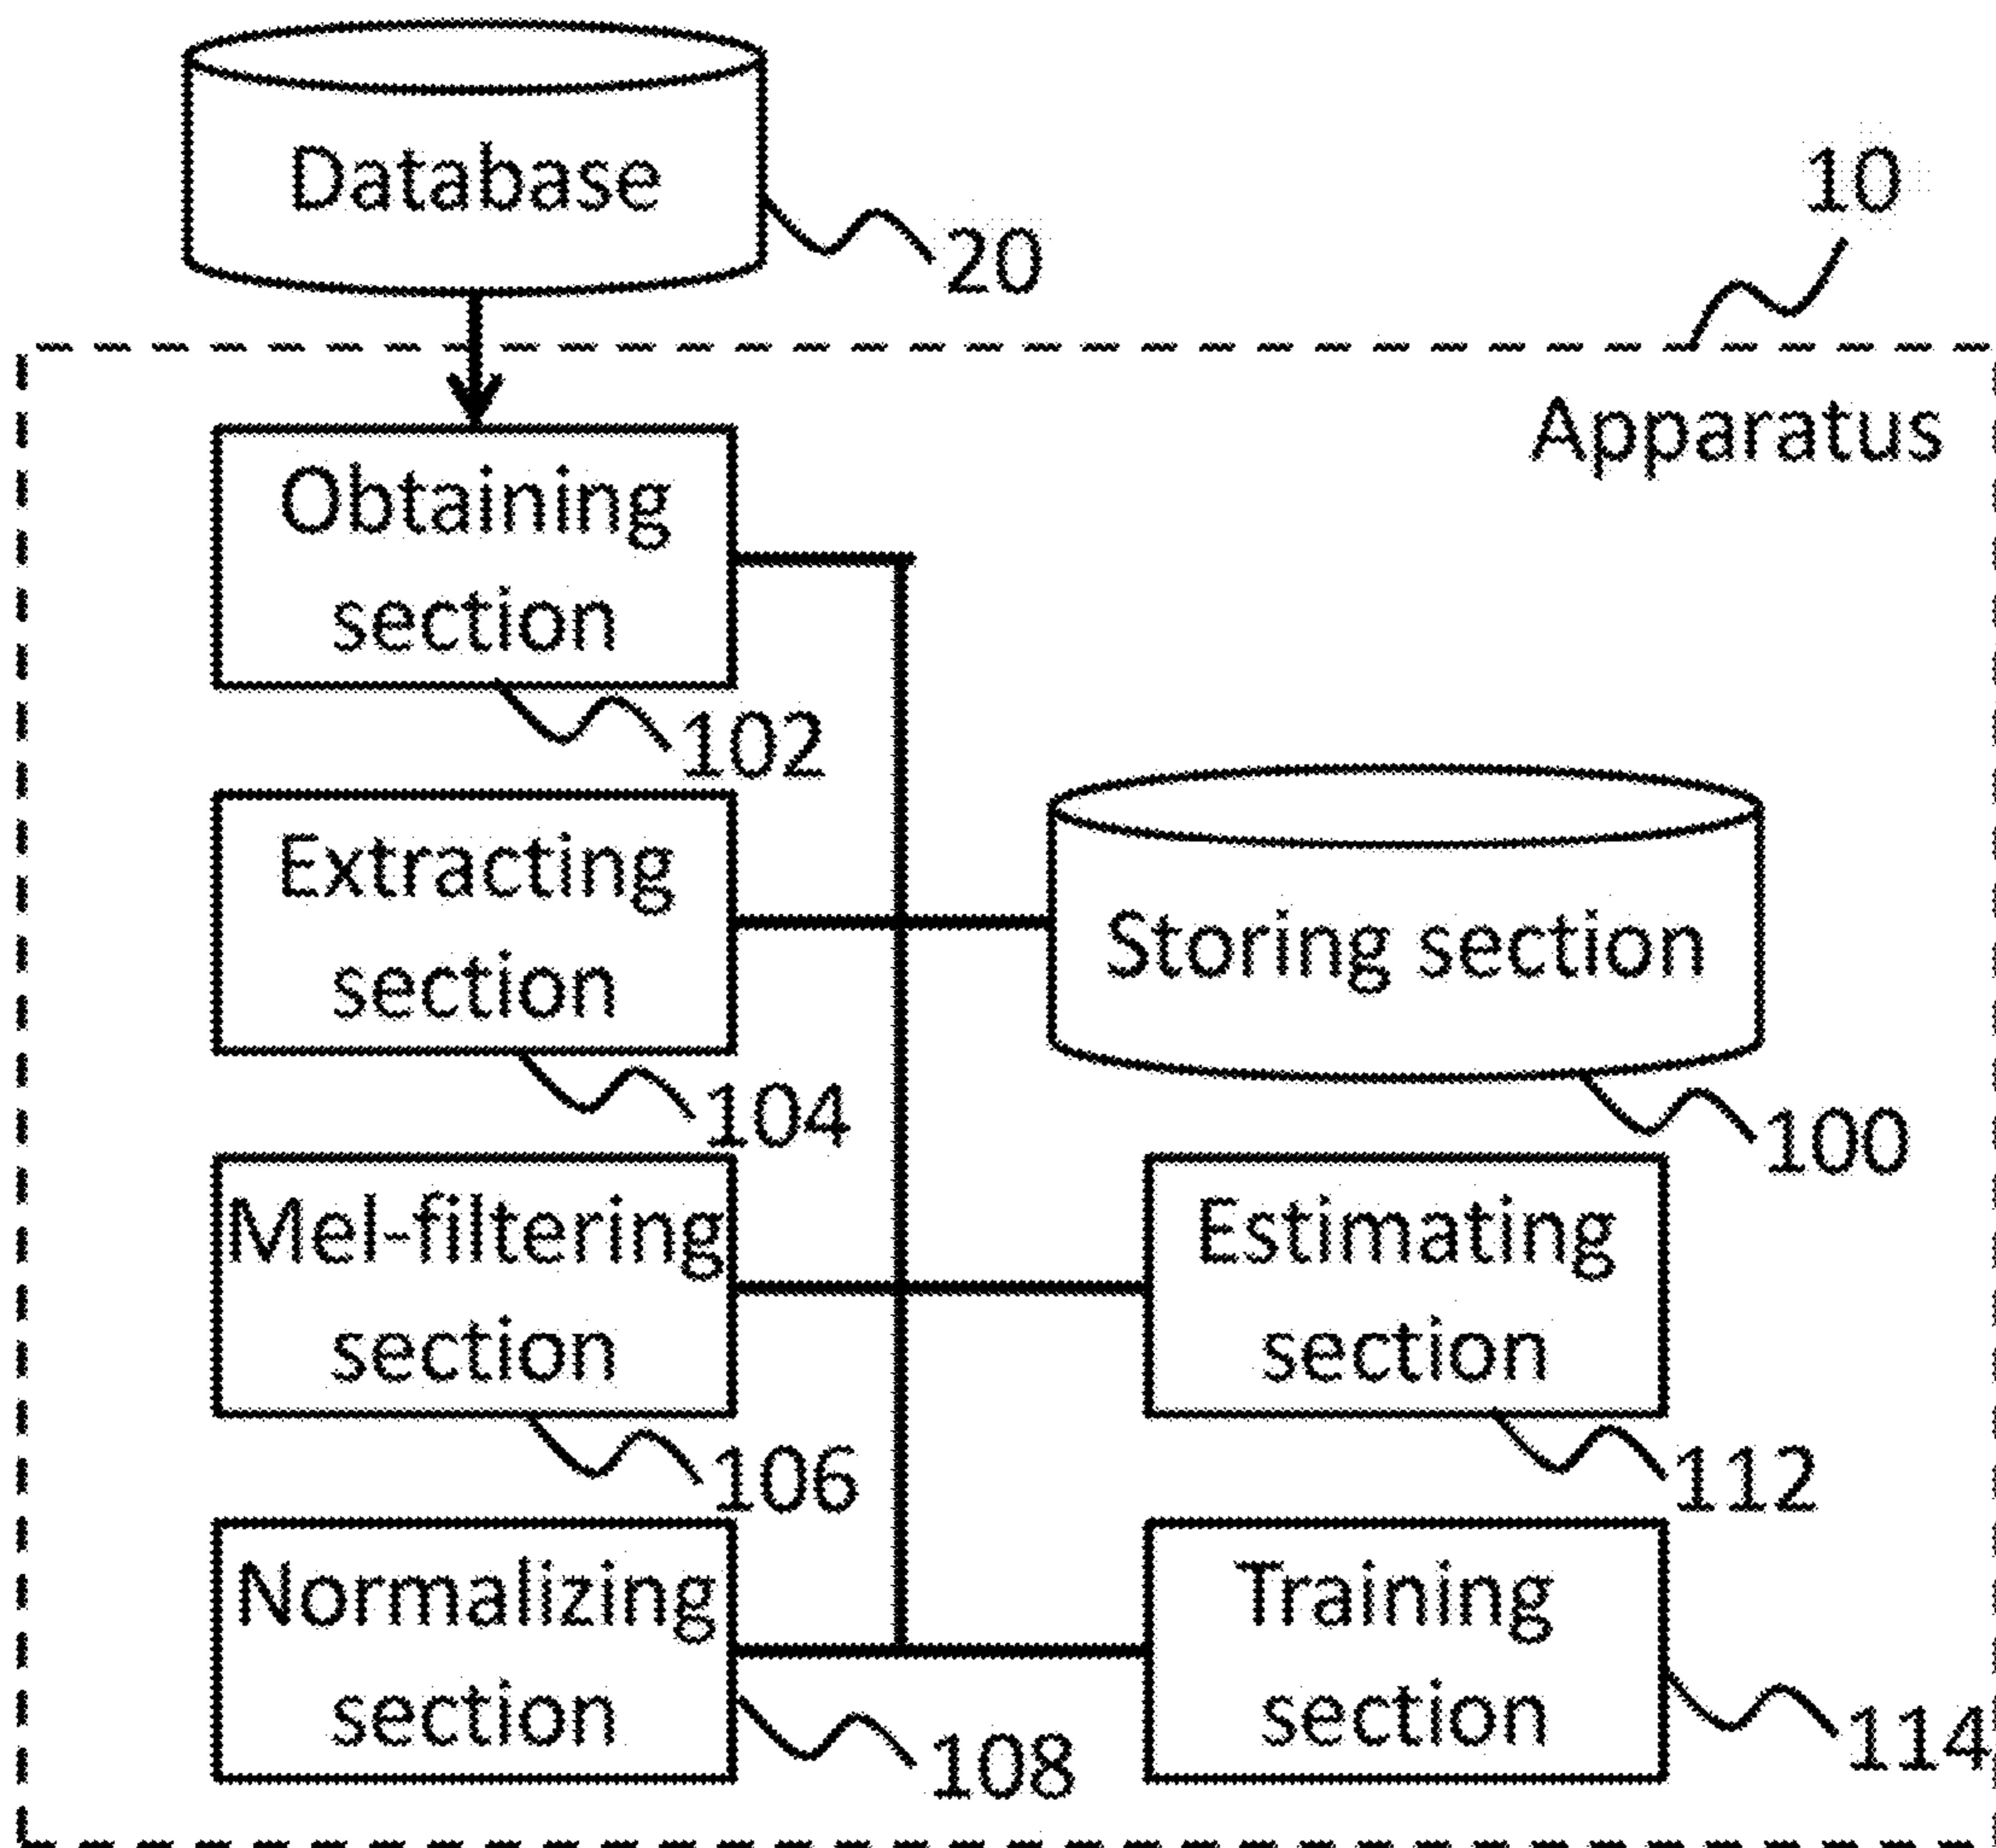 Database
20
10
Apparatus
Obtaining
section
102
Extracting
section
104
Storing section
100
Mel-filtering
section
106
Estimating
section
112
Normalizing
section
108
Training
section
114